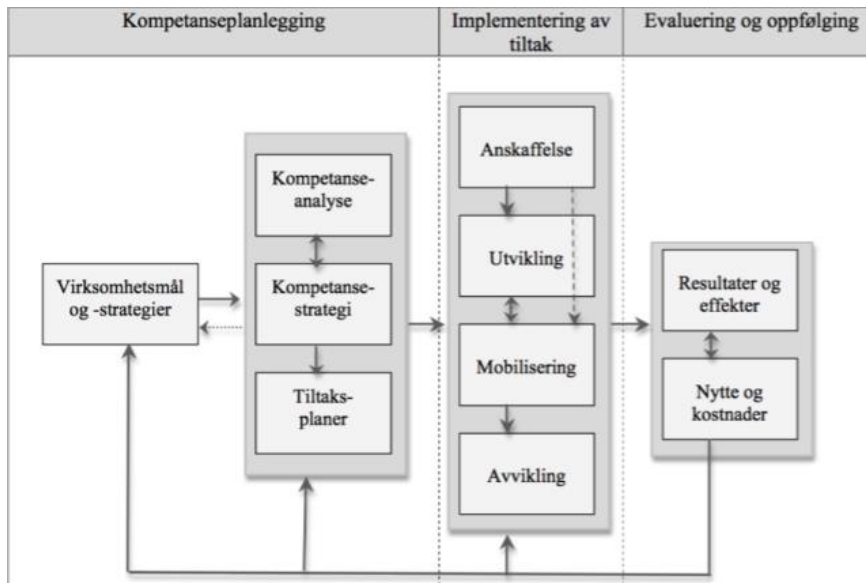 Kompetanseplanlegging
Implementering av
tiltak
Evaluering og oppfølging
Virksomhetsmål
og -strategier
Kompetanse-
analyse
Kompetanse-
strategi
Tiltaks-
planer
Anskaffelse
Utvikling
Mobilisering
Avvikling
Resultater og
effekter
Nytte og
kostnader